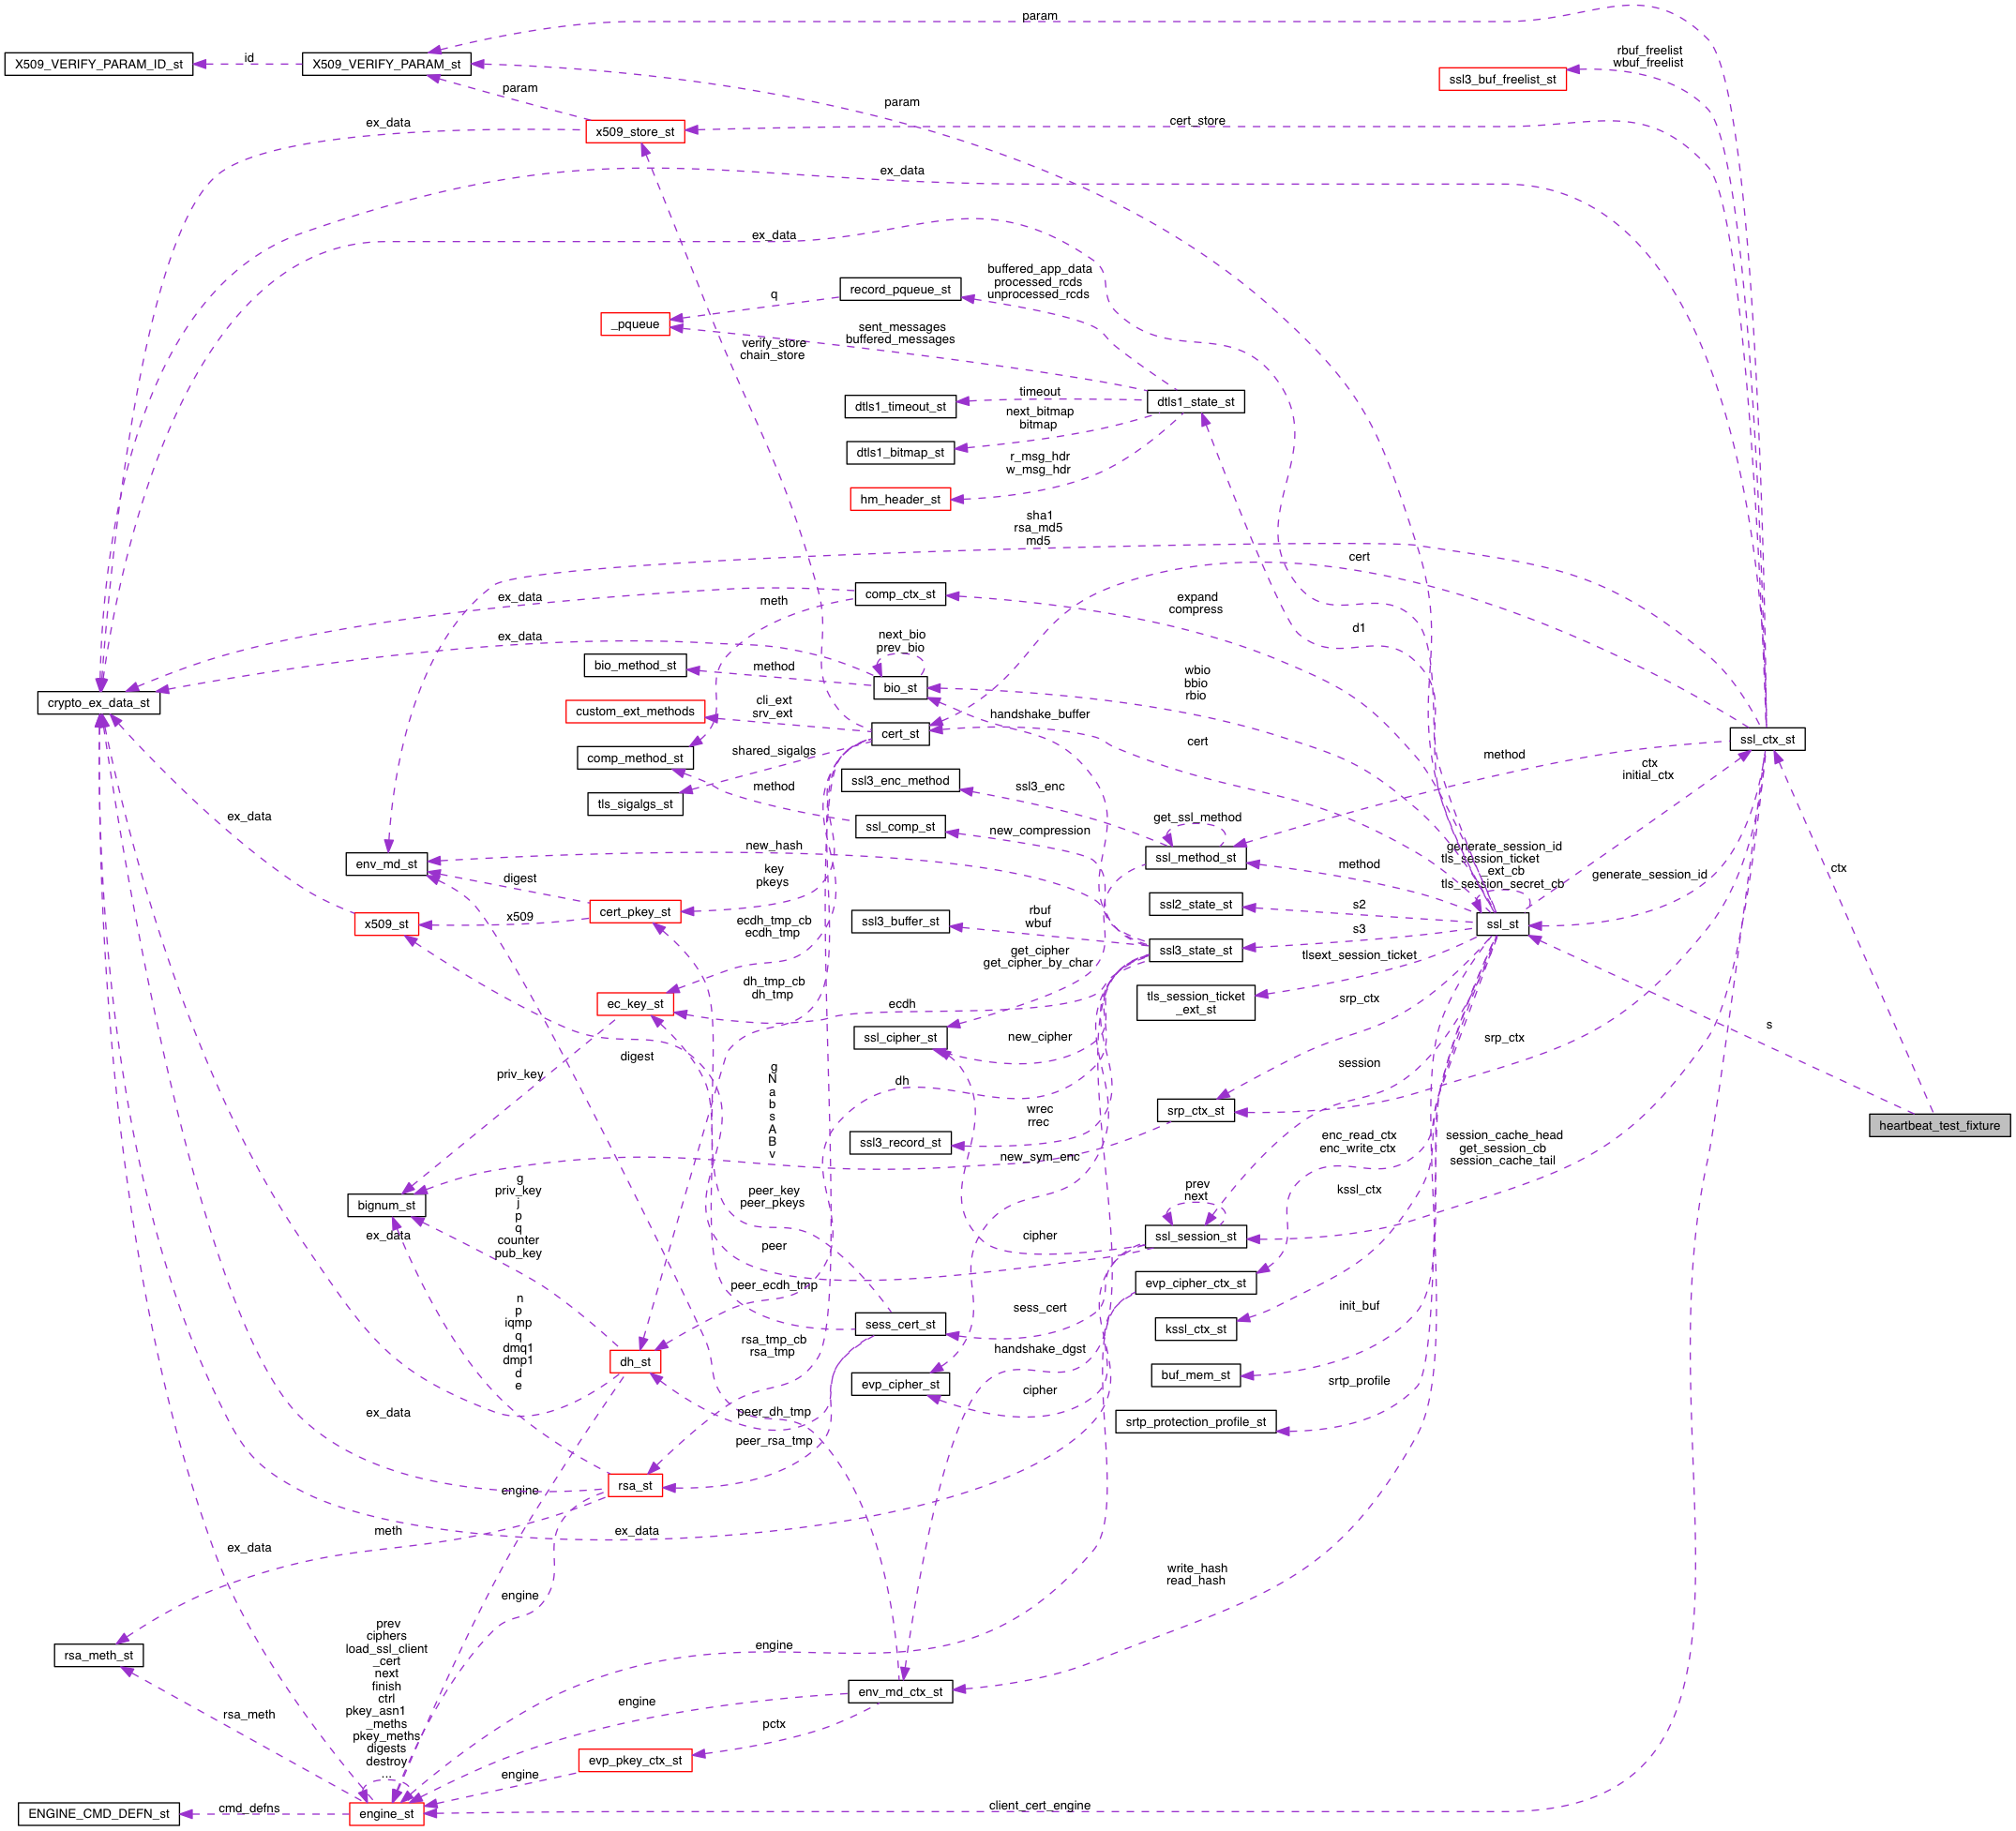 param
rbuf_freelist
wbuf_freelist
X509_VERIFY_PARAM_ID_st
id
X509_VERIFY_PARAM_st
ssl3_buf_freelist_st
param
param
ex_data
x509_store_st
cert_store
ex_data
ex_data
buffered_app_data
processed_rcds
unprocessed_rcds
record_pqueue_st
q
_pqueue
sent_messages
buffered_messages
verify_store
chain_store
timeout
dtls1_state_st
dtls1_timeout_st
next_bitmap
bitmap
dtls1_bitmap_st
r_msg_hdr
w_msg_hdr
hm_header_st
sha1
rsa_md5
md5
cert
comp_ctx_st
ex_data
meth
expand
compress
d1
ex_data
next_bio
prev_bio
bio_method_st
method
wbio
bbio
rbio
bio_st
crypto_ex_data_st
cli_ext
srv_ext
custom_ext_methods
handshake_buffer
cert_st
cert
ssl_ctx_st
comp_method_st
shared_sigalgs
method
ctx
initial_ctx
ssl3_enc_method
ssl3_enc
method
tls_sigalgs_st
get_ssl_method
ex_data
ssl_comp_st
new_compression
new_hash
generate_session_id
tls_session_ticket
_ext_cb
tls_session_secret_cb
env_md_st
ssl_method_st
method
ctx
key
pkeys
digest
generate_session_id
cert_pkey_st
x509
x509_st
ssl3_buffer_st
rbuf
wbuf
ssl2_state_st
s2
ssl_st
ecdh_tmp_cb
ecdh_tmp
s3
ssl3_state_st
get_cipher
get_cipher_by_char
tlsext_session_ticket
dh_tmp_cb
dh_tmp
ec_key_st
ecdh
tls_session_ticket
_ext_st
srp_ctx
s
ssl_cipher_st
new_cipher
srp_ctx
digest
session
priv_key
g
N
a
b
s
A
B
v
dh
srp_ctx_st
wrec
rrec
heartbeat_test_fixture
ssl3_record_st
enc_read_ctx
enc_write_ctx
session_cache_head
get_session_cb
session_cache_tail
new_sym_enc
g
priv_key
j
p
q
counter
pub_key
bignum_st
peer_key
peer_pkeys
prev
next
kssl_ctx
ex_data
cipher
ssl_session_st
peer
peer_ecdh_tmp
evp_cipher_ctx_st
n
p
iqmp
q
dmq1
dmp1
d
e
sess_cert
init_buf
sess_cert_st
kssl_ctx_st
rsa_tmp_cb
rsa_tmp
handshake_dgst
dh_st
buf_mem_st
evp_cipher_st
cipher
srtp_profile
ex_data
peer_dh_tmp
srtp_protection_profile_st
peer_rsa_tmp
engine
rsa_st
meth
ex_data
ex_data
write_hash
read_hash
engine
prev
ciphers
load_ssl_client
_cert
next
finish
ctrl
pkey_asn1
_meths
pkey_meths
digests
destroy
...
rsa_meth_st
engine
env_md_ctx_st
engine
rsa_meth
pctx
evp_pkey_ctx_st
engine
ENGINE_CMD_DEFN_st
cmd_defns
engine_st
client_cert_engine